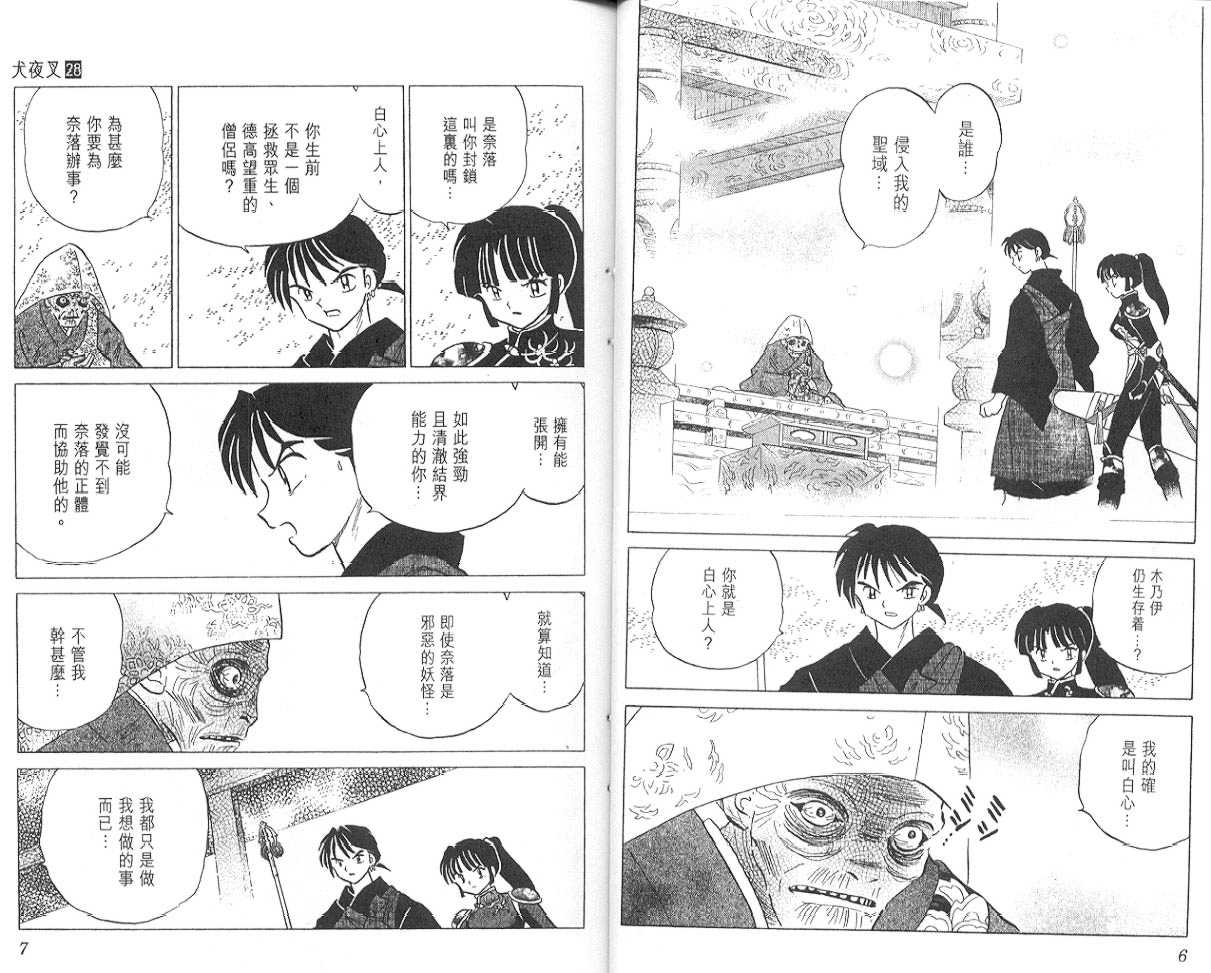 是誰…
侵入我的
聖域…
木乃伊
仍生存着…？
你就是
白心上人？
我的確
是叫白心…
6
犬夜叉28
是奈落
叫你封鎖
這裏的嗎…
白心上人，
你生前
不是一個
拯救眾生、
德高望重的
僧侶嗎？
為甚麼
你要為
奈落辦事？
擁有能
張開…
如此強勁
且清澈結界
能力的你…
沒可能
發覺不到
奈落的正體
而協助他的。
就算知道…
即使奈落是
邪惡的妖怪…
不管我
幹甚麼…
我都只是做
我想做的事
而已…
7